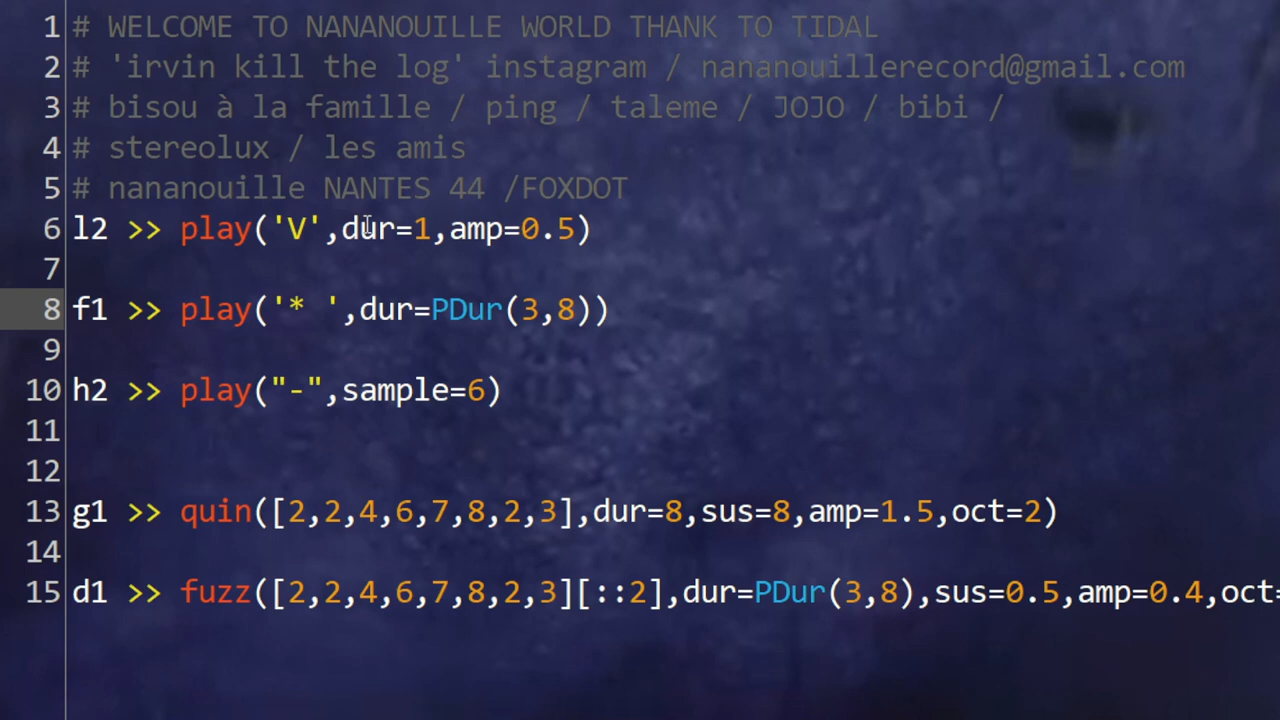 1 # WELCOME TO NANANOUILLE WORLD THANK TO TIDAL
2 # 'irvin kill the log' instagram / nananouillerecord@gmail.com
3 # bisou à la famille / ping / taleme / JOJO / bibi /
4 # stereolux / les amis
5 # nananouille NANTES 44 /FOXDOT
6 l2 >> play('V',dur=1,amp=0.5)
7
8 f1 >> play('* ',dur=PDur(3,8))
9
10 h2 >> play("-",sample=6)
11
12
13 g1 >> quin([2,2,4,6,7,8,2,3],dur=8,sus=8,amp=1.5,oct=2)
14
15 d1 >> fuzz([2,2,4,6,7,8,2,3][::2],dur=PDur(3,8),sus=0.5,amp=0.4,oct=